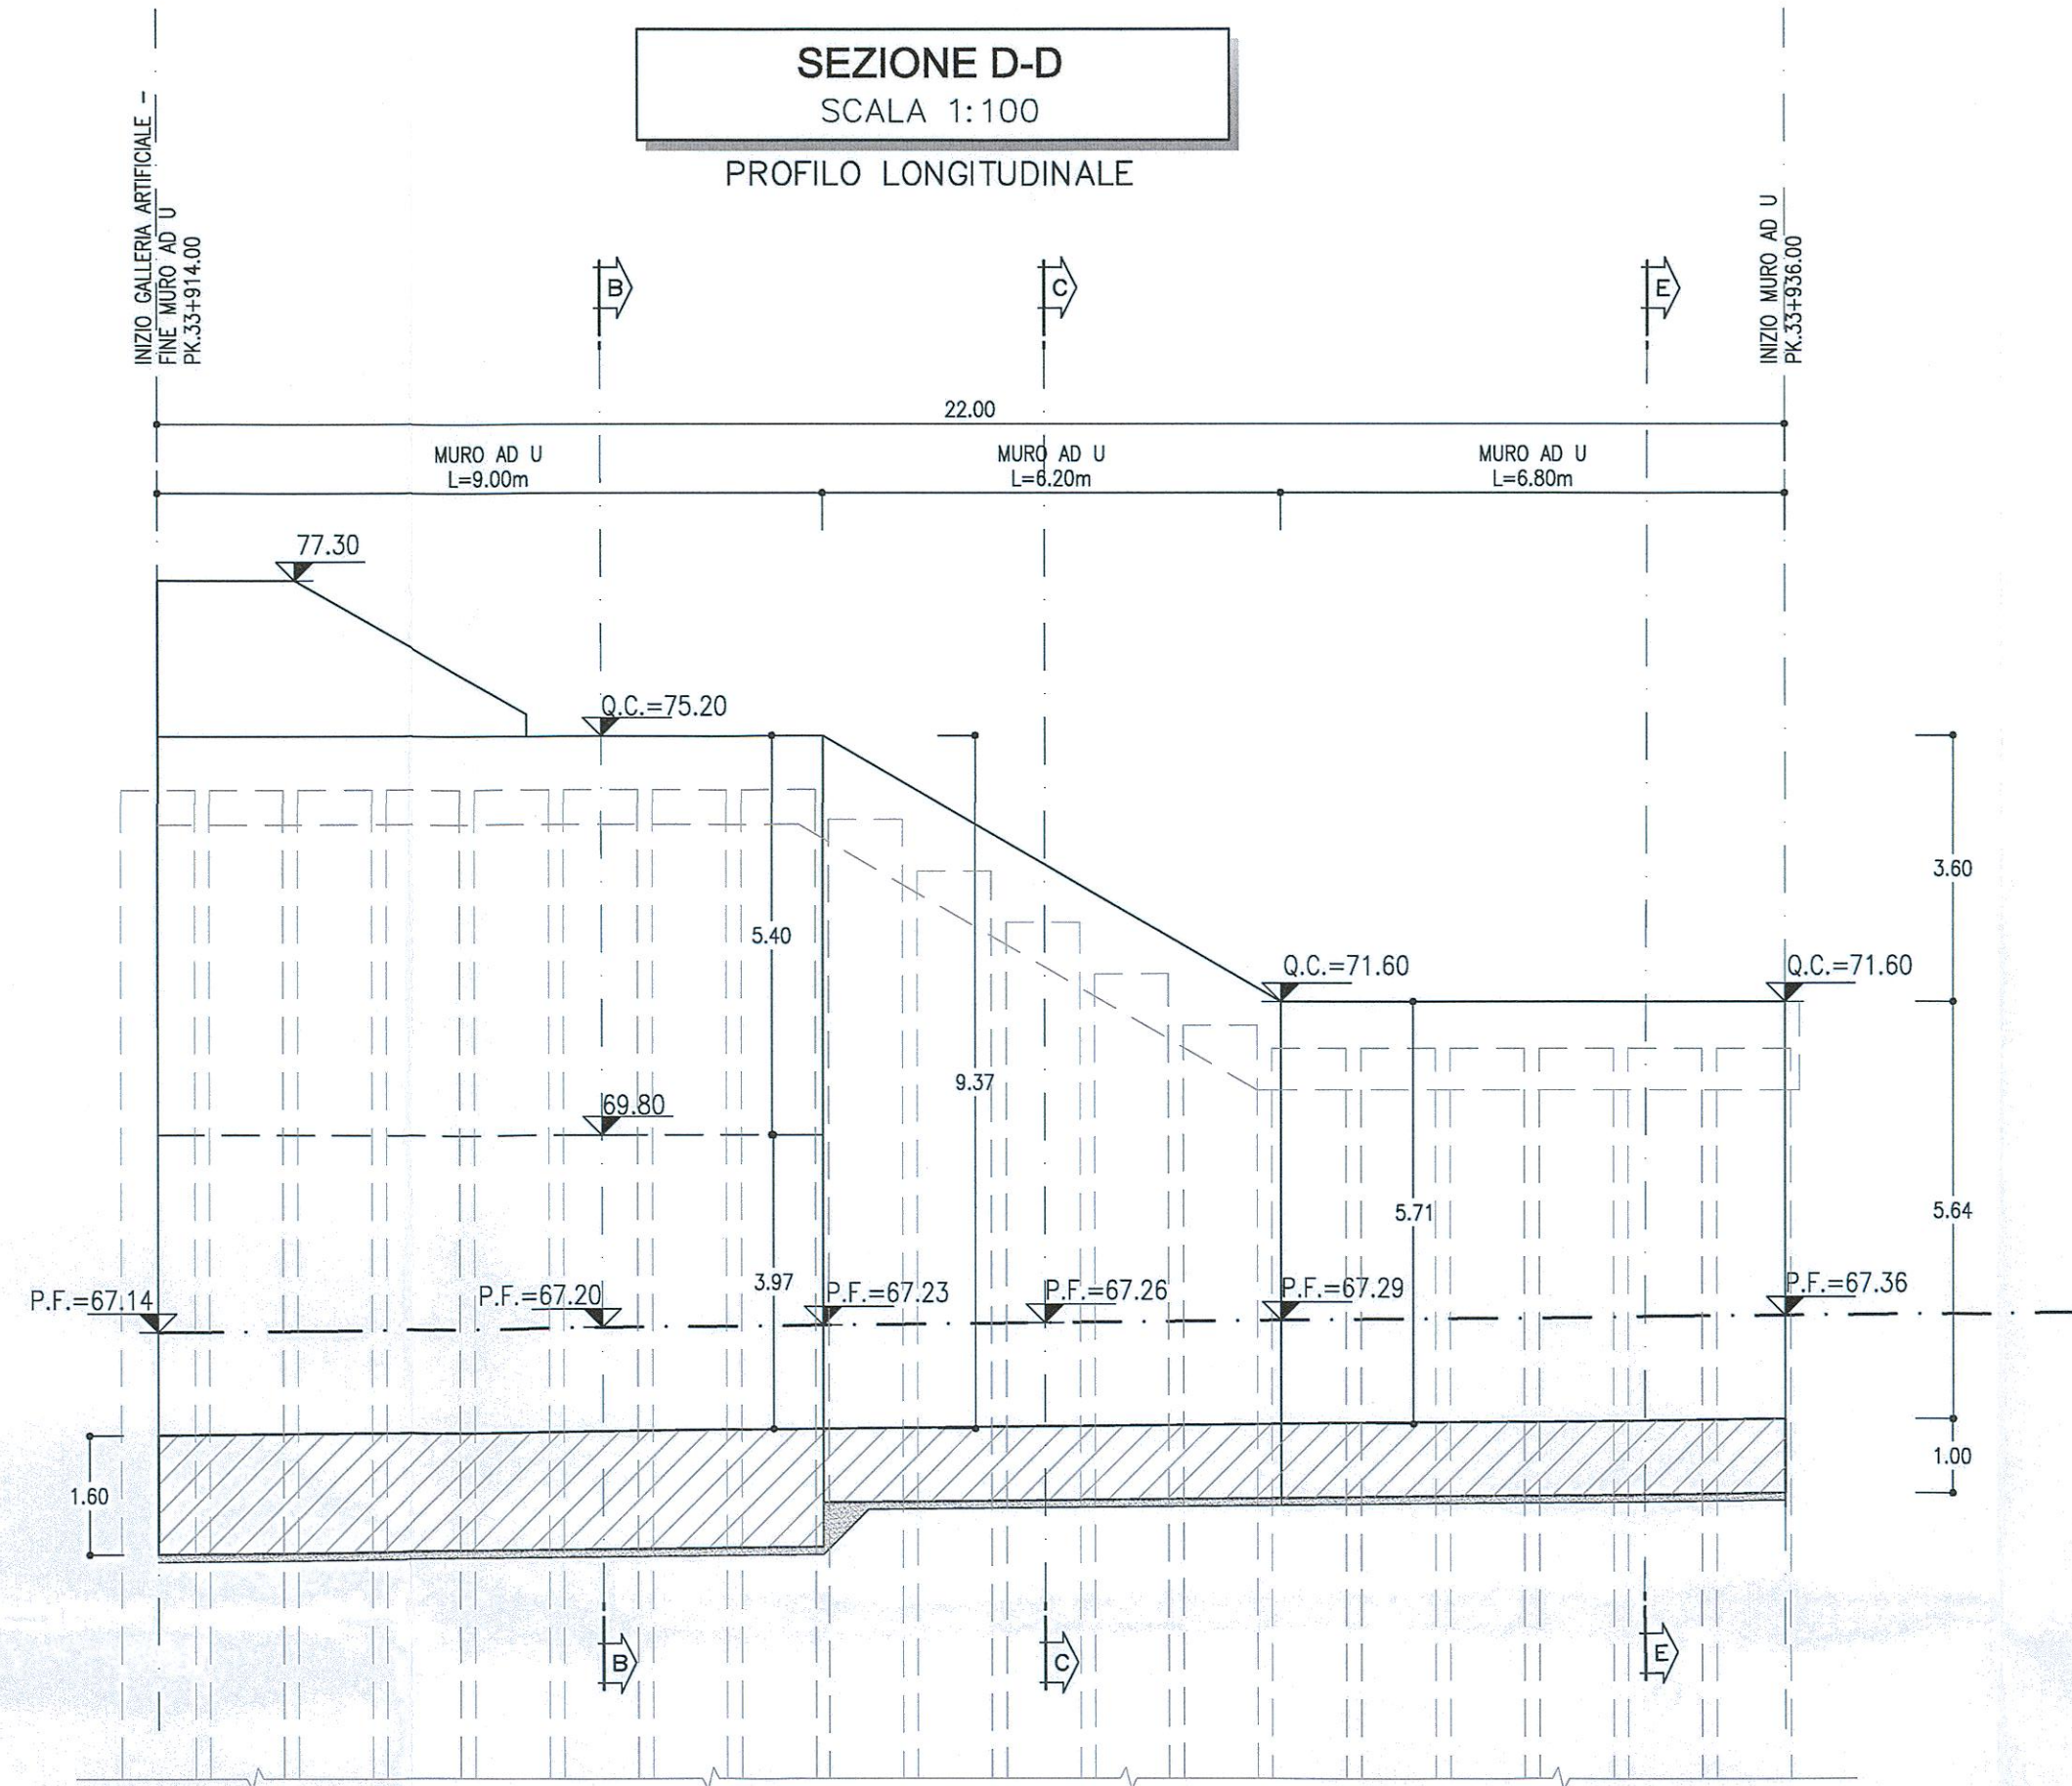 SEZIONE D-D
SCALA 1:100
PROFILO LONGITUDINALE
INIZIO GALLERIA ARTIFICIALE -
FINE MURO AD U
PK.33+914.00
INIZIO MURO AD U
PK.33+936.00
B
C
E
22.00
MURO AD U
L=9.00m
MURO AD U
L=6.20m
MURO AD U
L=6.80m
77.30
Q.C.=75.20
3.60
5.40
Q.C.=71.60
Q.C.=71.60
9.37
69.80
5.71
5.64
3.97
P.F.=67.14
P.F.=67.20
P.F.=67.23
P.F.=67.26
P.F.=67.29
P.F.=67.36
1.60
1.00
B
C
E